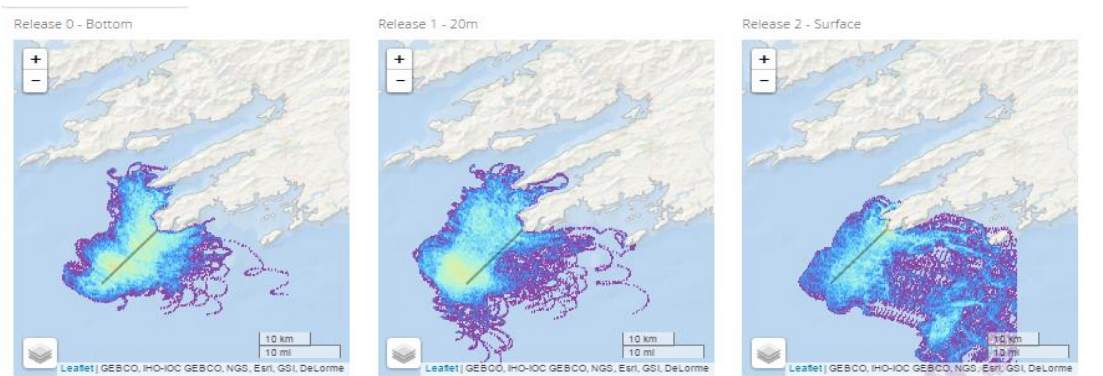 Release 0 - Bottom
Release 1 - 20m
Release 2 - Surface
+
−
+
−
+
−
10 km
10 mi
10 km
10 mi
10 km
10 mi
Leaflet | GEBCO, IHO-IOC GEBCO, NGS, Esri, GSI, DeLorme
Leaflet | GEBCO, IHO-IOC GEBCO, NGS, Esri, GSI, DeLorme
Leaflet | GEBCO, IHO-IOC GEBCO, NGS, Esri, GSI, DeLorme